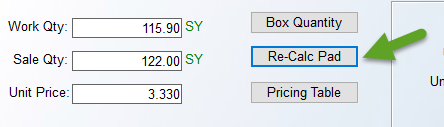 Work Qty: 115.90 SY Box Quantity
Sale Qty: 122.00 SY Re-Calc Pad
Un
Unit Price: 3.330 Pricing Table